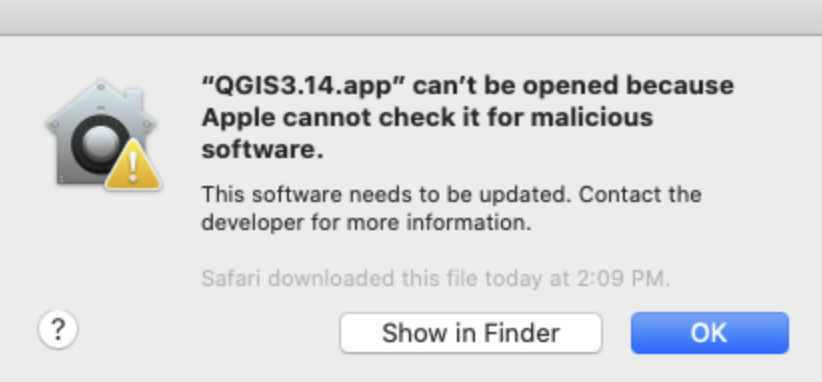 “QGIS3.14.app” can’t be opened because
Apple cannot check it for malicious
software.
This software needs to be updated. Contact the
developer for more information.
Safari downloaded this file today at 2:09 PM.
?
Show in Finder
OK